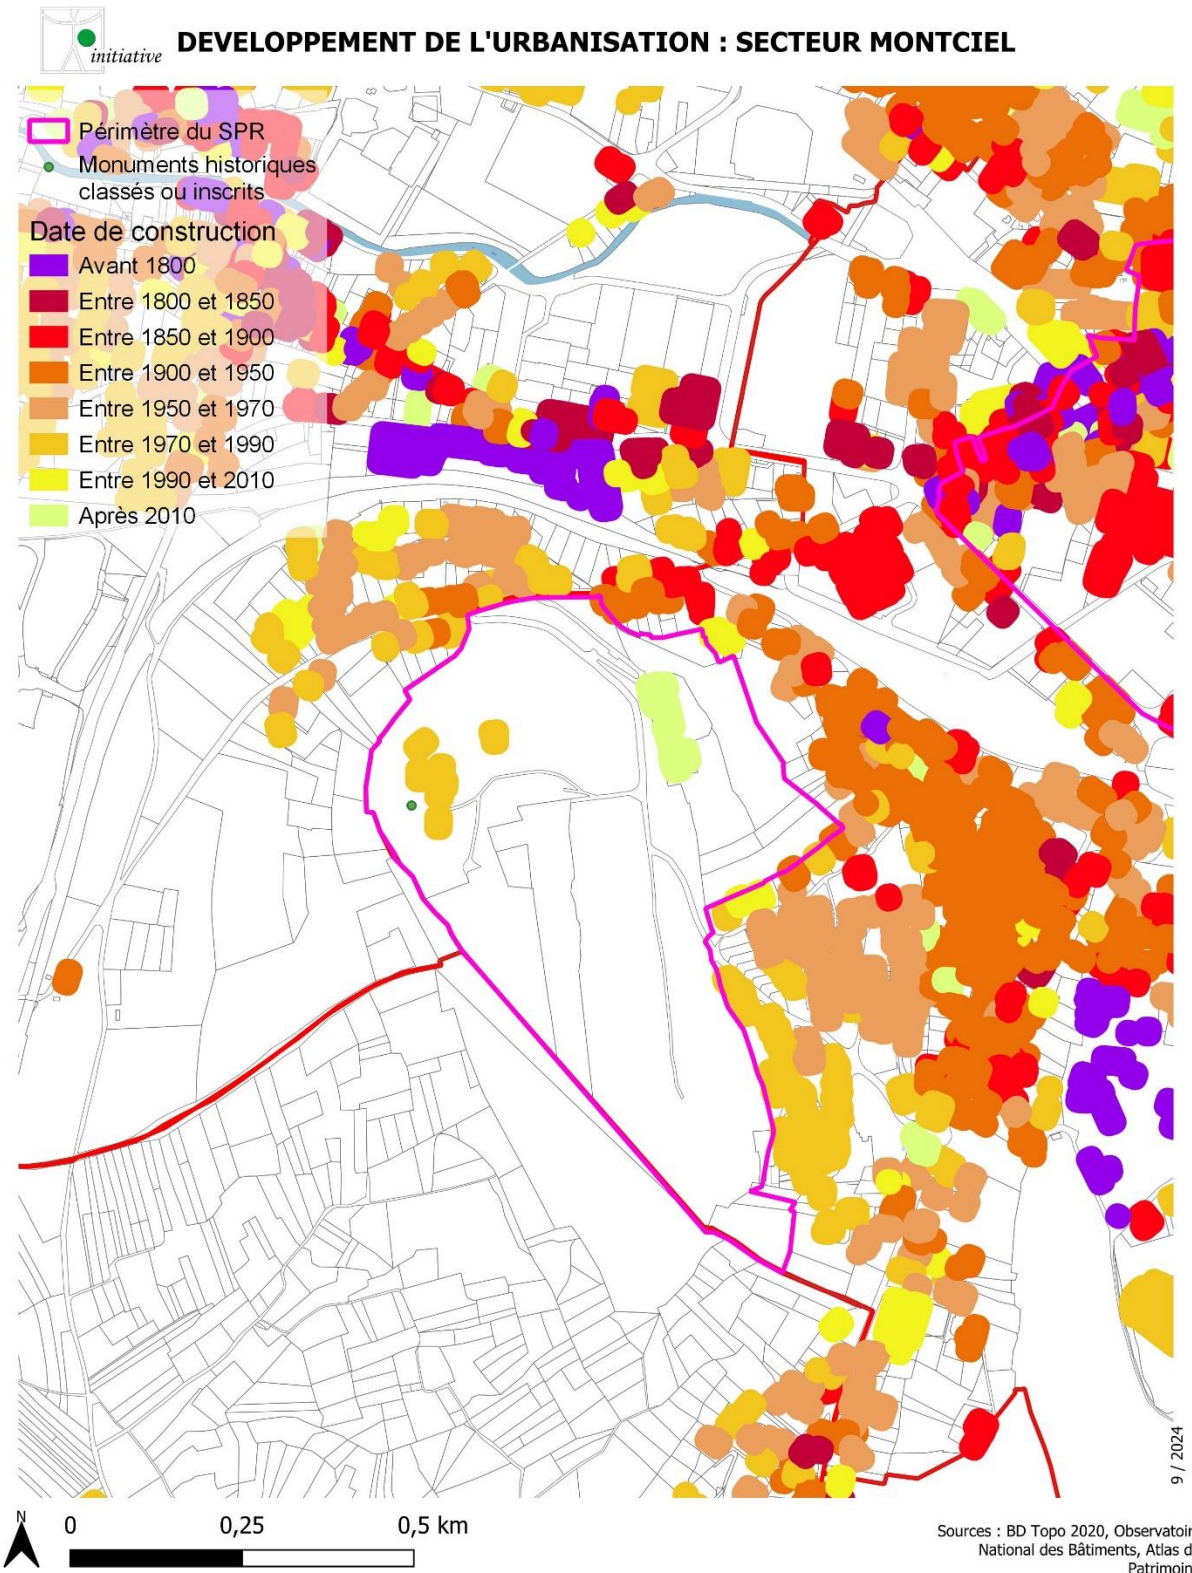 initiative
DEVELOPPEMENT DE L'URBANISATION : SECTEUR MONTCIEL
Périmètre du SPR
Monuments historiques
classés ou inscrits
Date de construction
Avant 1800
Entre 1800 et 1850
Entre 1850 et 1900
Entre 1900 et 1950
Entre 1950 et 1970
Entre 1970 et 1990
Entre 1990 et 2010
Après 2010
9 / 2024
N
0 0,25 0,5 km
Sources : BD Topo 2020, Observatoir
National des Bâtiments, Atlas d
Patrimoin